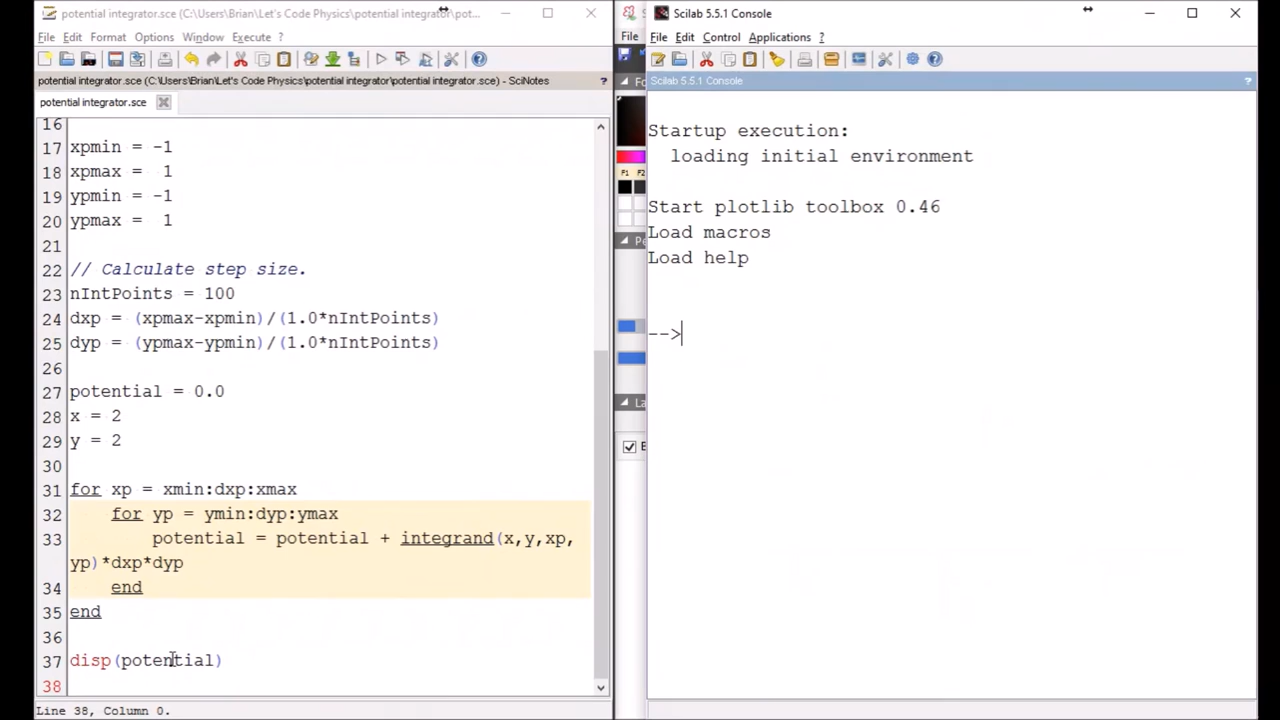 potential integrator.sce (C:\Users\Brian\Let's Code Physics\potential integrator\pot...
File Edit Format Options Window Execute ?
potential integrator.sce (C:\Users\Brian\Let's Code Physics\potential integrator\potential integrator.sce) - SciNotes ?
potential integrator.sce
16
17 xpmin = -1
18 xpmax =  1
19 ypmin = -1
20 ypmax =  1
21
22 // Calculate step size.
23 nIntPoints = 100
24 dxp = (xpmax-xpmin)/(1.0*nIntPoints)
25 dyp = (ypmax-ypmin)/(1.0*nIntPoints)
26
27 potential = 0.0
28 x = 2
29 y = 2
30
31 for xp = xmin:dxp:xmax
32     for yp = ymin:dyp:ymax
33         potential = potential + integrand(x,y,xp,
yp)*dxp*dyp
34     end
35 end
36
37 disp(potential)
38
Line 38, Column 0.
File
Fo
F1 F2
Pe
La
Scilab 5.5.1 Console
File Edit Control Applications ?
Scilab 5.5.1 Console ?
Startup execution:
  loading initial environment
Start plotlib toolbox 0.46
Load macros
Load help
-->